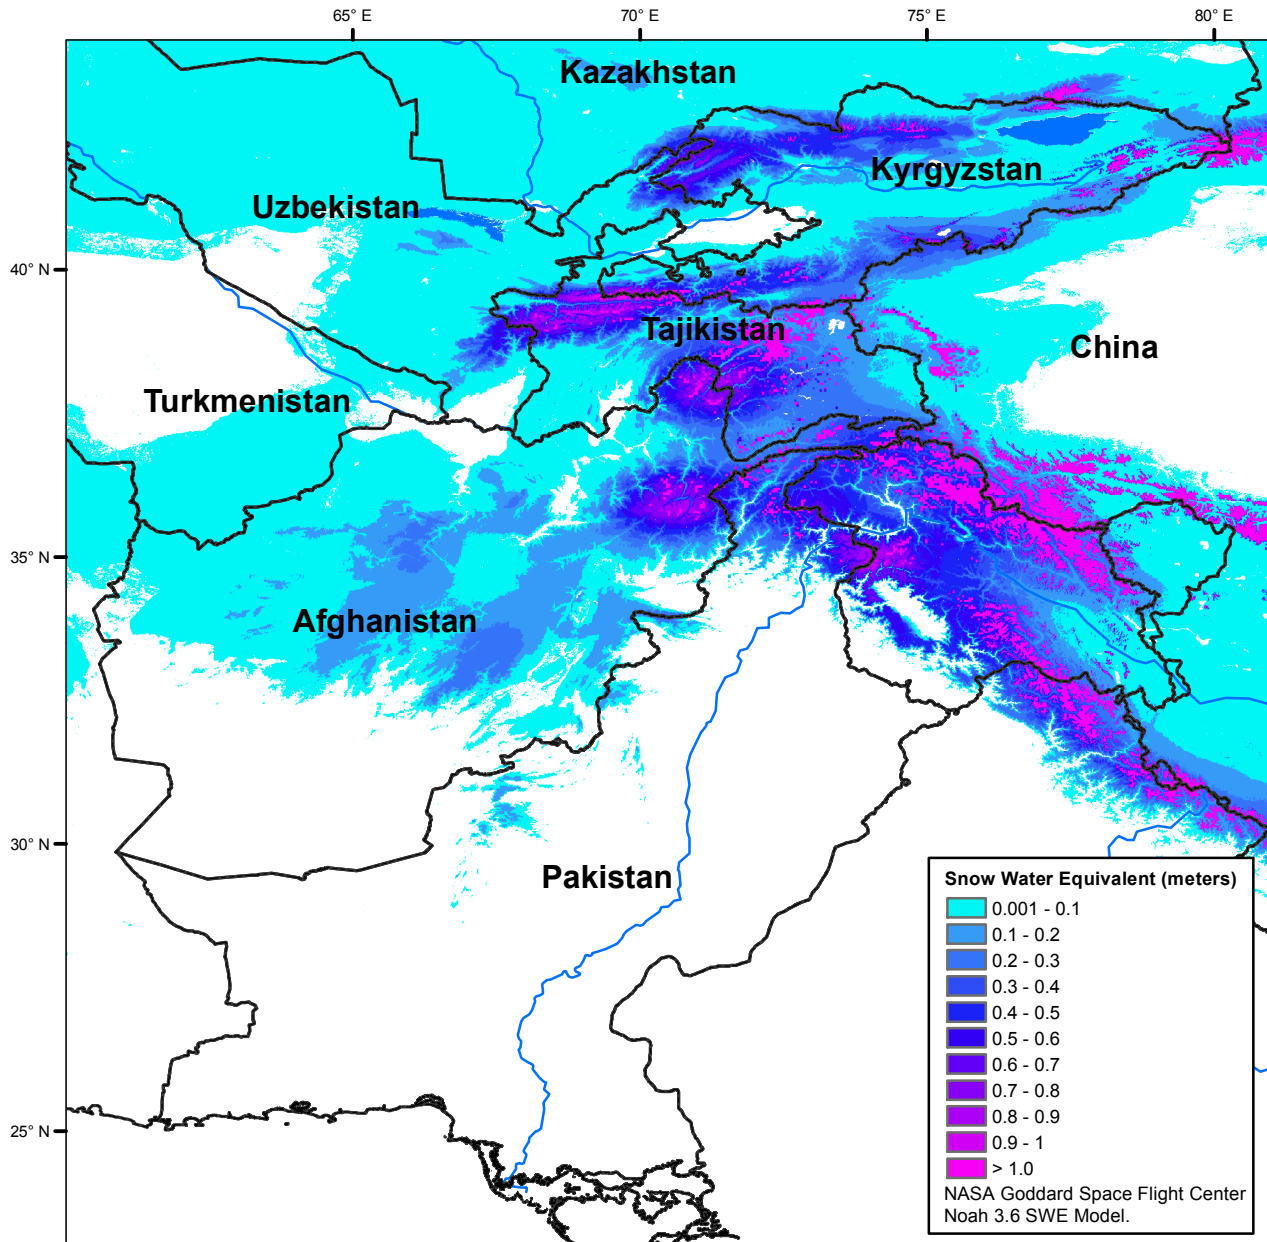 65° E
70° E
75° E
80° E
Kazakhstan
Kyrgyzstan
Uzbekistan
40° N
Tajikistan
China
Turkmenistan
35° N
Afghanistan
30° N
Pakistan
25° N
Snow Water Equivalent (meters)
0.001 - 0.1
0.1 - 0.2
0.2 - 0.3
0.3 - 0.4
0.4 - 0.5
0.5 - 0.6
0.6 - 0.7
0.7 - 0.8
0.8 - 0.9
0.9 - 1
> 1.0
NASA Goddard Space Flight Center
Noah 3.6 SWE Model.